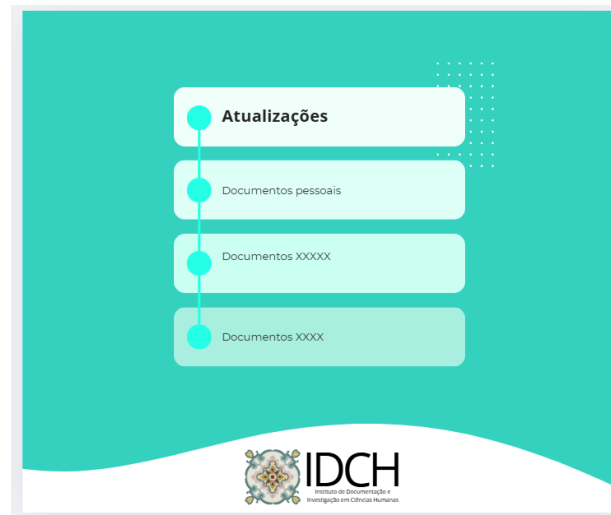 Atualizações
Documentos pessoais
Documentos XXXXX
Documentos XXXX
IDCH
Instituto de Documentação e
Investigação em Ciências Humanas